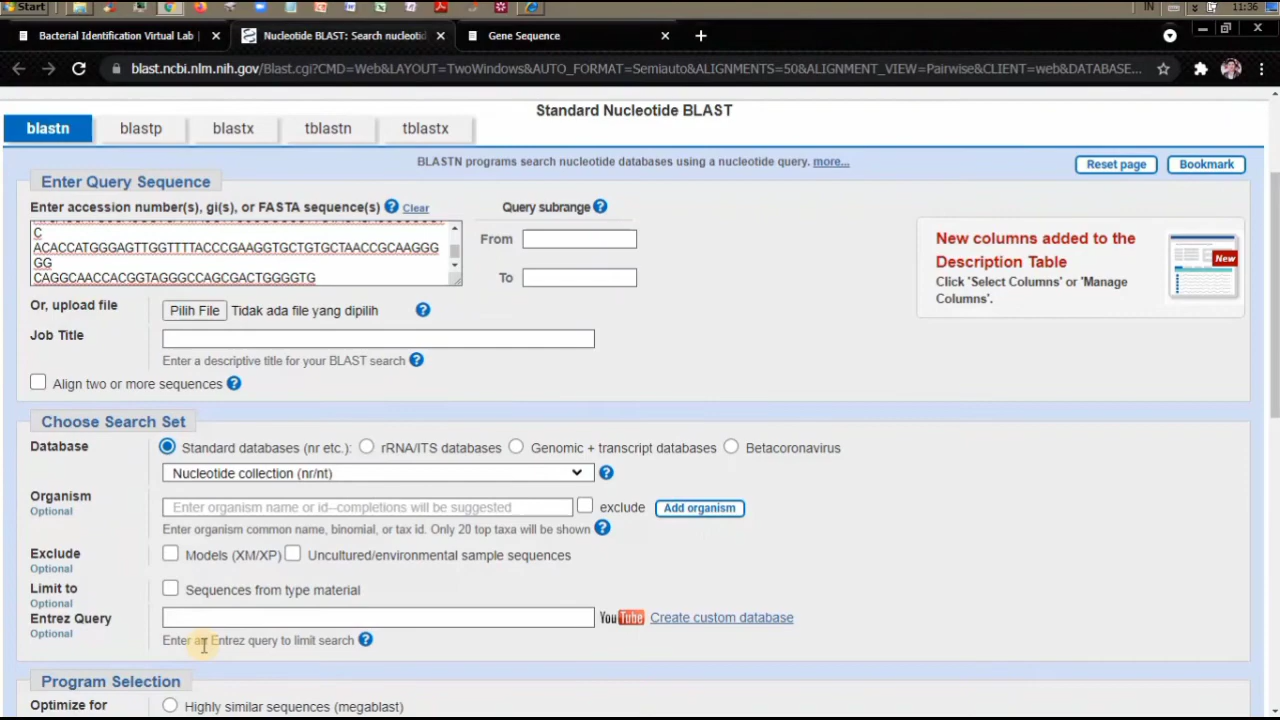 Start
IN
11:36
Bacterial Identification Virtual Lab
Nucleotide BLAST: Search nucleoti
Gene Sequence
blast.ncbi.nlm.nih.gov/Blast.cgi?CMD=Web&LAYOUT=TwoWindows&AUTO_FORMAT=Semiauto&ALIGNMENTS=50&ALIGNMENT_VIEW=Pairwise&CLIENT=web&DATABASE...
Standard Nucleotide BLAST
blastn
blastp
blastx
tblastn
tblastx
BLASTN programs search nucleotide databases using a nucleotide query. more...
Reset page
Bookmark
Enter Query Sequence
Enter accession number(s), gi(s), or FASTA sequence(s) Clear
Query subrange
C
ACACCATGGGAGTTGGTTTTACCCGAAGGTGCTGTGCTAACCGCAAGGG
GG
CAGGCAACCACGGTAGGGCCAGCGACTGGGGTG
From
To
New columns added to the
Description Table
Click 'Select Columns' or 'Manage
Columns'.
New
Or, upload file
Pilih File Tidak ada file yang dipilih
Job Title
Enter a descriptive title for your BLAST search
Align two or more sequences
Choose Search Set
Database
Standard databases (nr etc.): rRNA/ITS databases Genomic + transcript databases Betacoronavirus
Nucleotide collection (nr/nt)
Organism
Optional
Enter organism name or id--completions will be suggested
exclude
Add organism
Enter organism common name, binomial, or tax id. Only 20 top taxa will be shown
Exclude
Optional
Models (XM/XP) Uncultured/environmental sample sequences
Limit to
Optional
Sequences from type material
Entrez Query
Optional
YouTube Create custom database
Enter an Entrez query to limit search
Program Selection
Optimize for
Highly similar sequences (megablast)